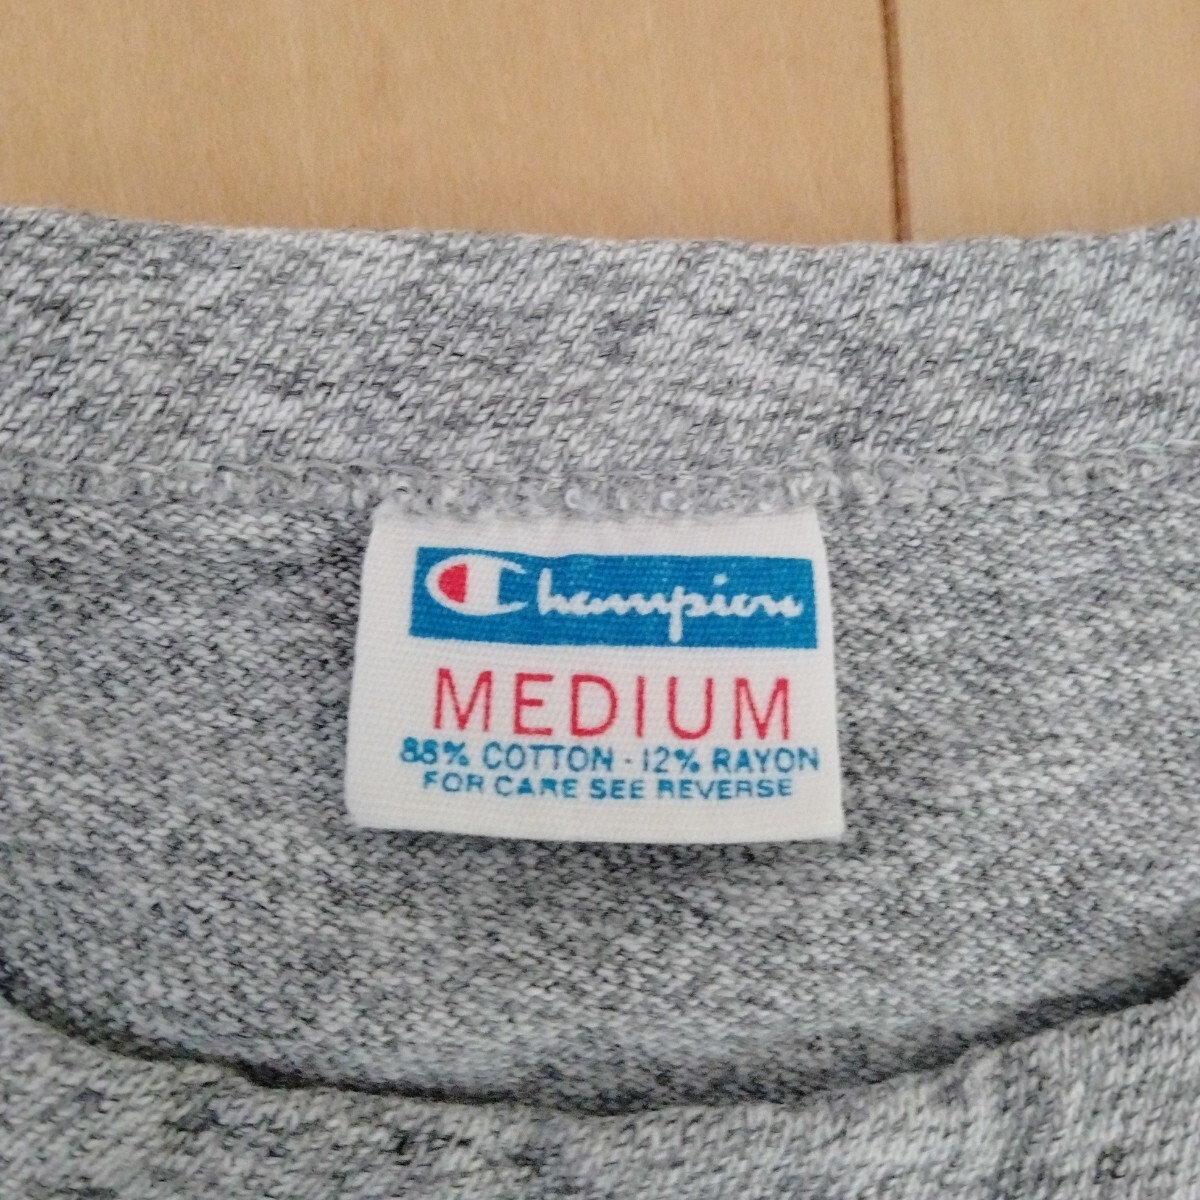 Champion
MEDIUM
88% COTTON · 12% RAYON
FOR CARE SEE REVERSE